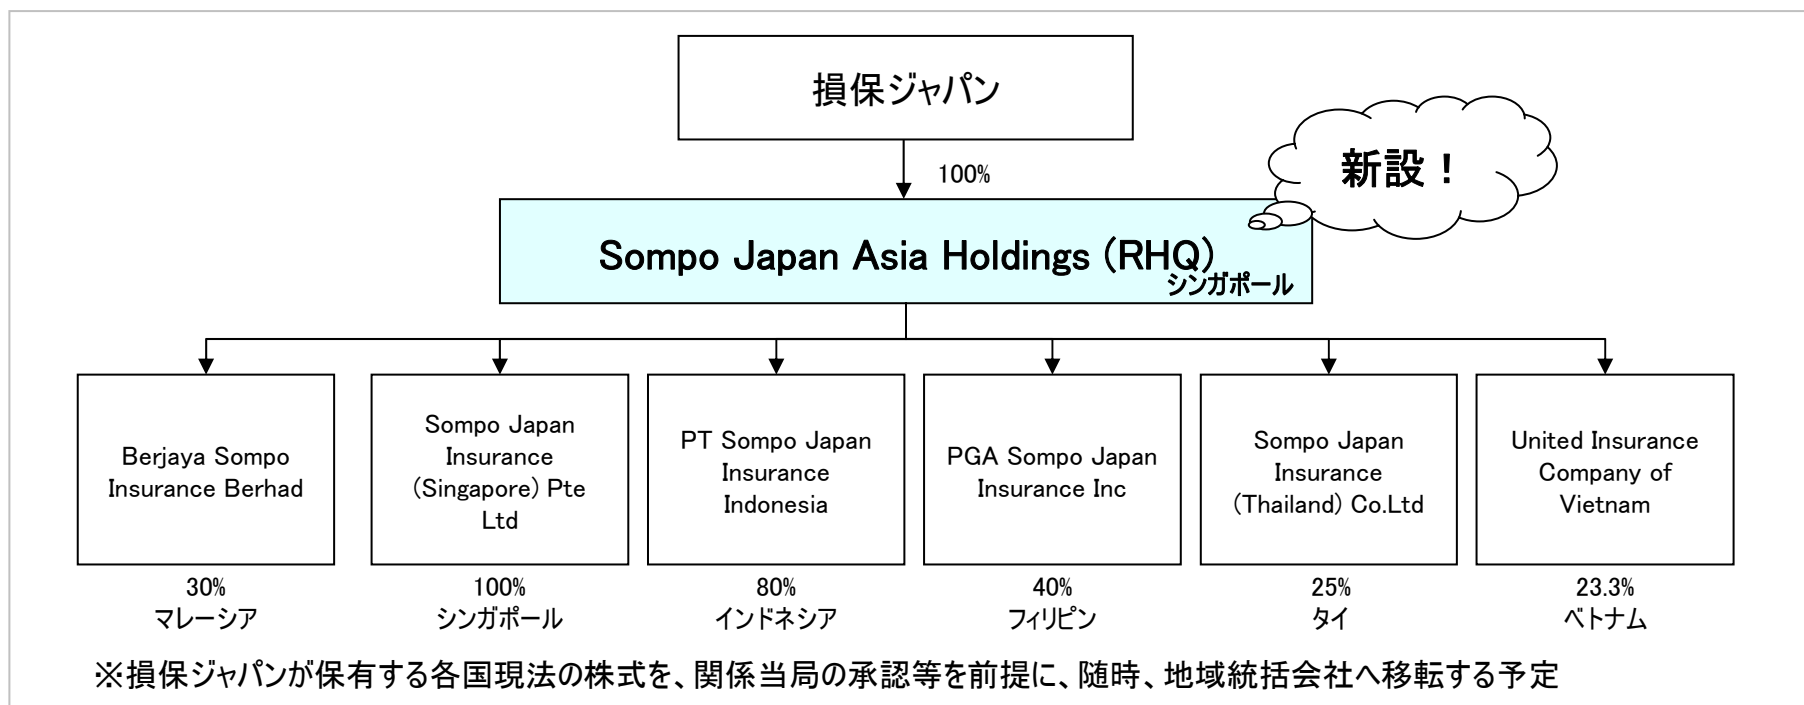 損保ジャパン
100%
新設！
Sompo Japan Asia Holdings (RHQ)
シンガポール
Berjaya Sompo
Insurance Berhad
Sompo Japan
Insurance
(Singapore) Pte
Ltd
PT Sompo Japan
Insurance
Indonesia
PGA Sompo Japan
Insurance Inc
Sompo Japan
Insurance
(Thailand) Co.Ltd
United Insurance
Company of
Vietnam
30%
マレーシア
100%
シンガポール
80%
インドネシア
40%
フィリピン
25%
タイ
23.3%
ベトナム
※損保ジャパンが保有する各国現法の株式を、関係当局の承認等を前提に、随時、地域統括会社へ移転する予定